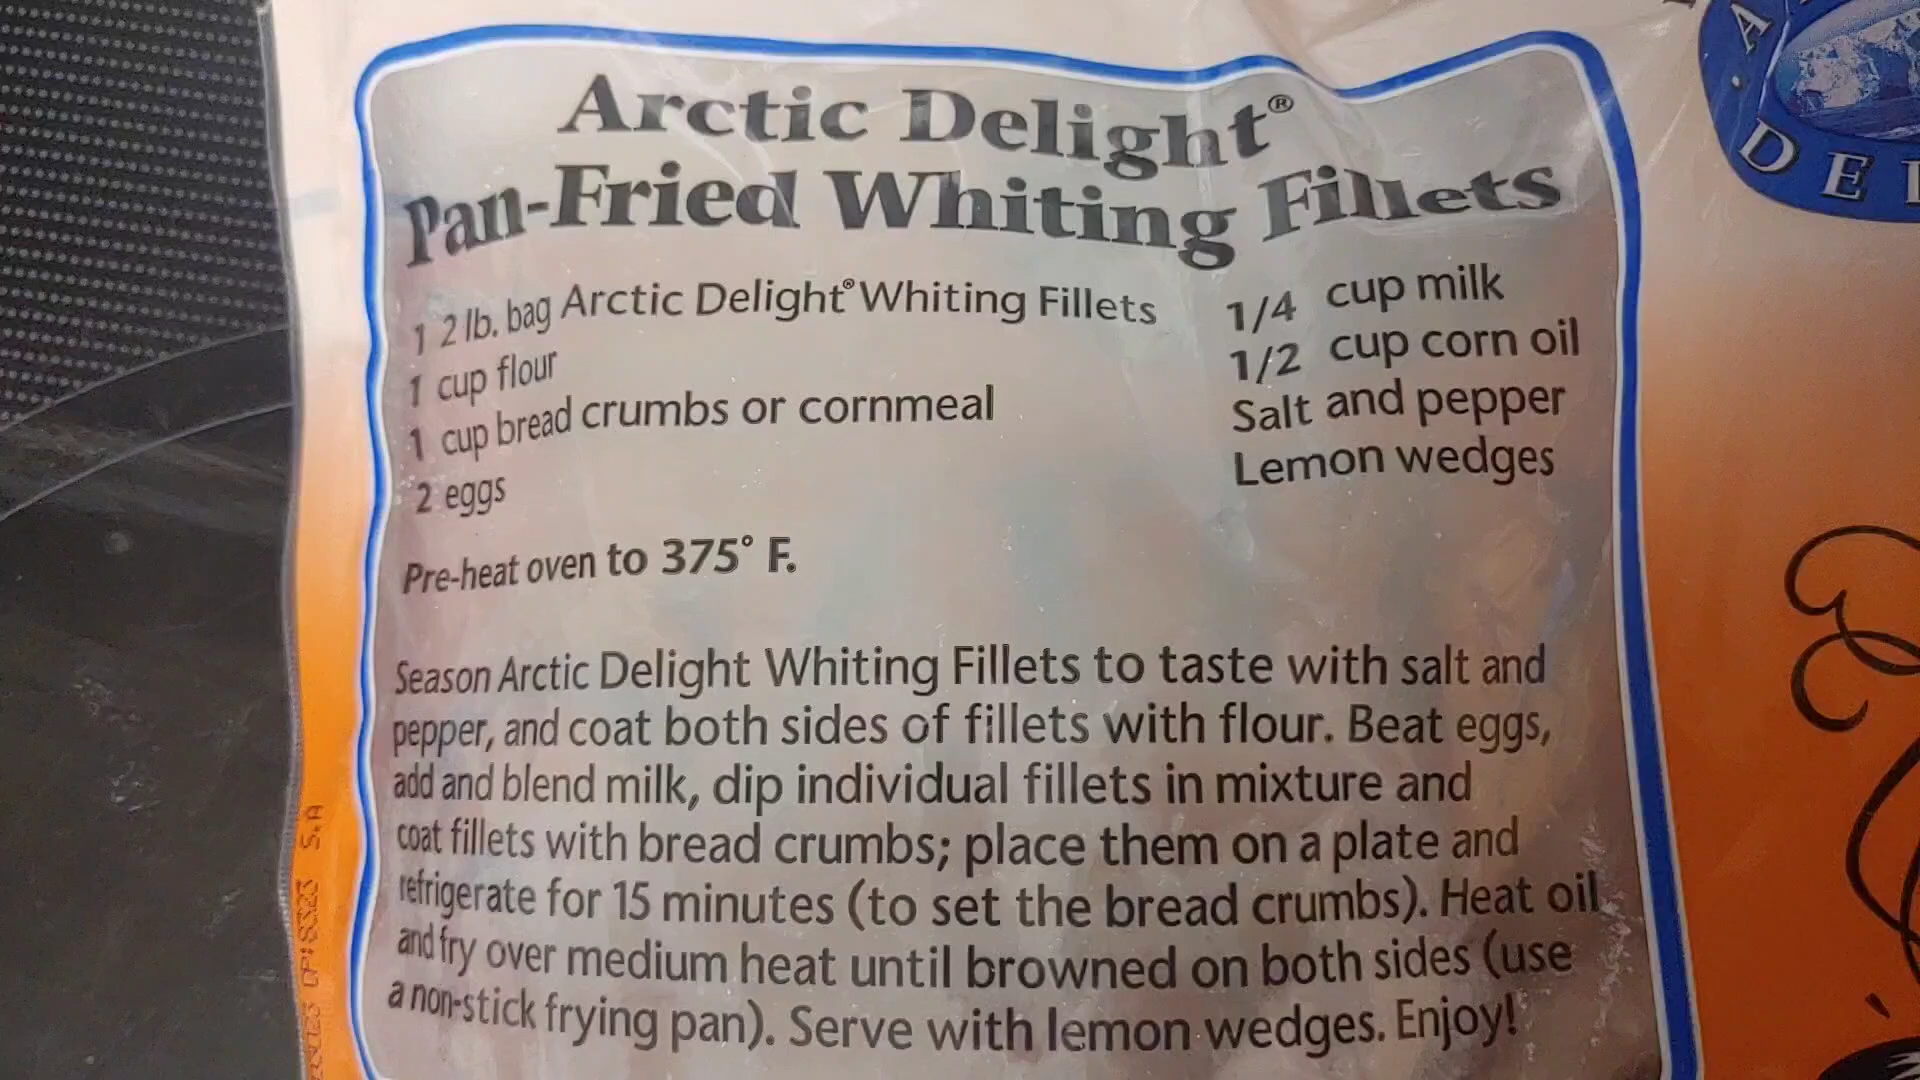 Arctic Delight®
Pan-Fried Whiting Fillets
1 2 lb. bag Arctic Delight® Whiting Fillets
1 cup flour
1 cup bread crumbs or cornmeal
2 eggs
1/4 cup milk
1/2 cup corn oil
Salt and pepper
Lemon wedges
Pre-heat oven to 375° F.
Season Arctic Delight Whiting Fillets to taste with salt and
pepper, and coat both sides of fillets with flour. Beat eggs,
add and blend milk, dip individual fillets in mixture and
coat fillets with bread crumbs; place them on a plate and
refrigerate for 15 minutes (to set the bread crumbs). Heat oil
and fry over medium heat until browned on both sides (use
a non-stick frying pan). Serve with lemon wedges. Enjoy!